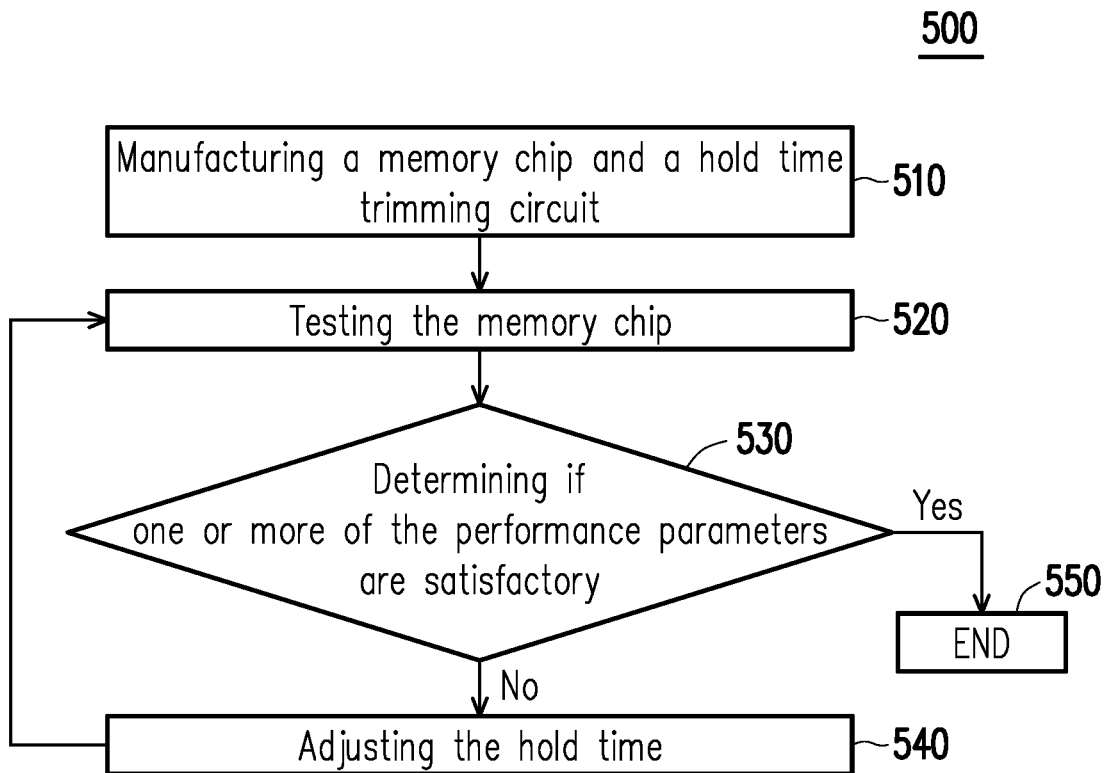 500
Manufacturing a memory chip and a hold time
trimming circuit
510
Testing the memory chip
520
530
Determining if
one or more of the performance parameters
are satisfactory
Yes
550
END
No
Adjusting the hold time
540